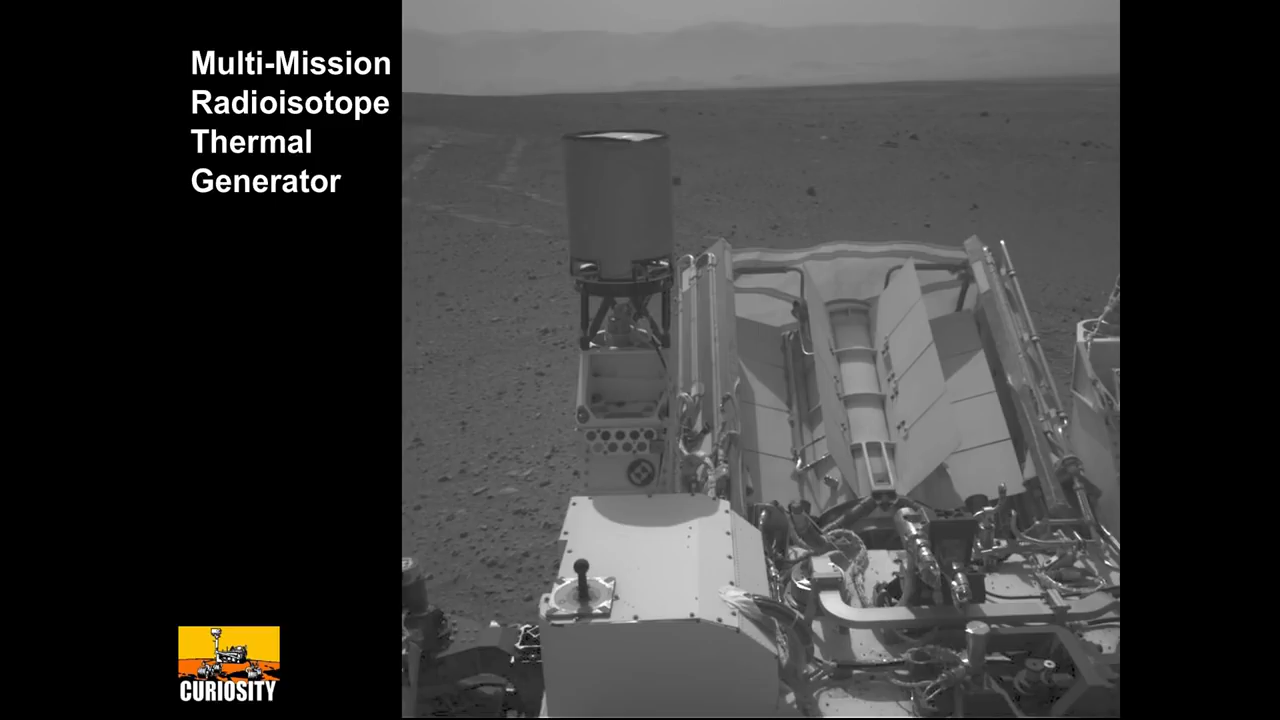 Multi-Mission
Radioisotope
Thermal
Generator
CURIOSITY